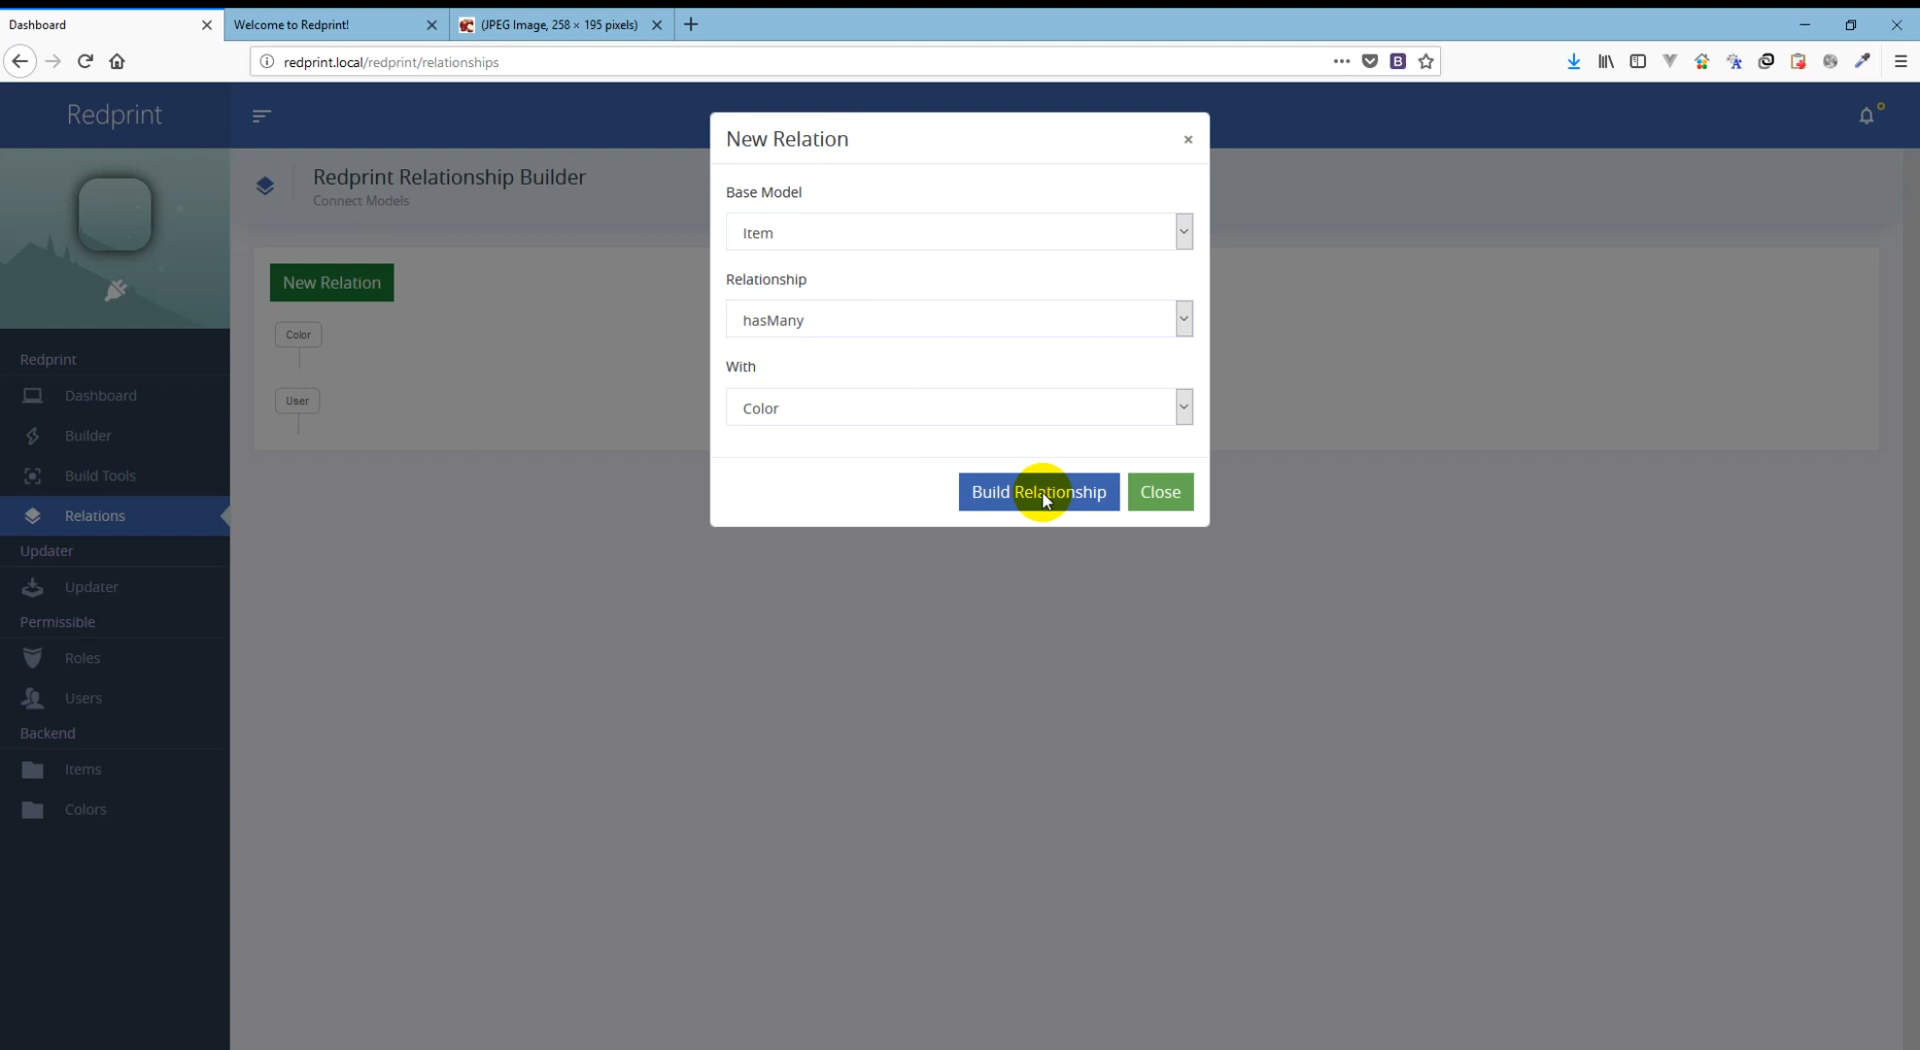 Dashboard
Welcome to Redprint!
(JPEG Image, 258 × 195 pixels)
redprint.local/redprint/relationships
B
Redprint
Redprint Relationship Builder
Connect Models
New Relation
Color
User
Redprint
Dashboard
Builder
Build Tools
Relations
Updater
Updater
Permissible
Roles
Users
Backend
Items
Colors
New Relation
×
Base Model
Item
Relationship
hasMany
With
Color
Build Relationship
Close